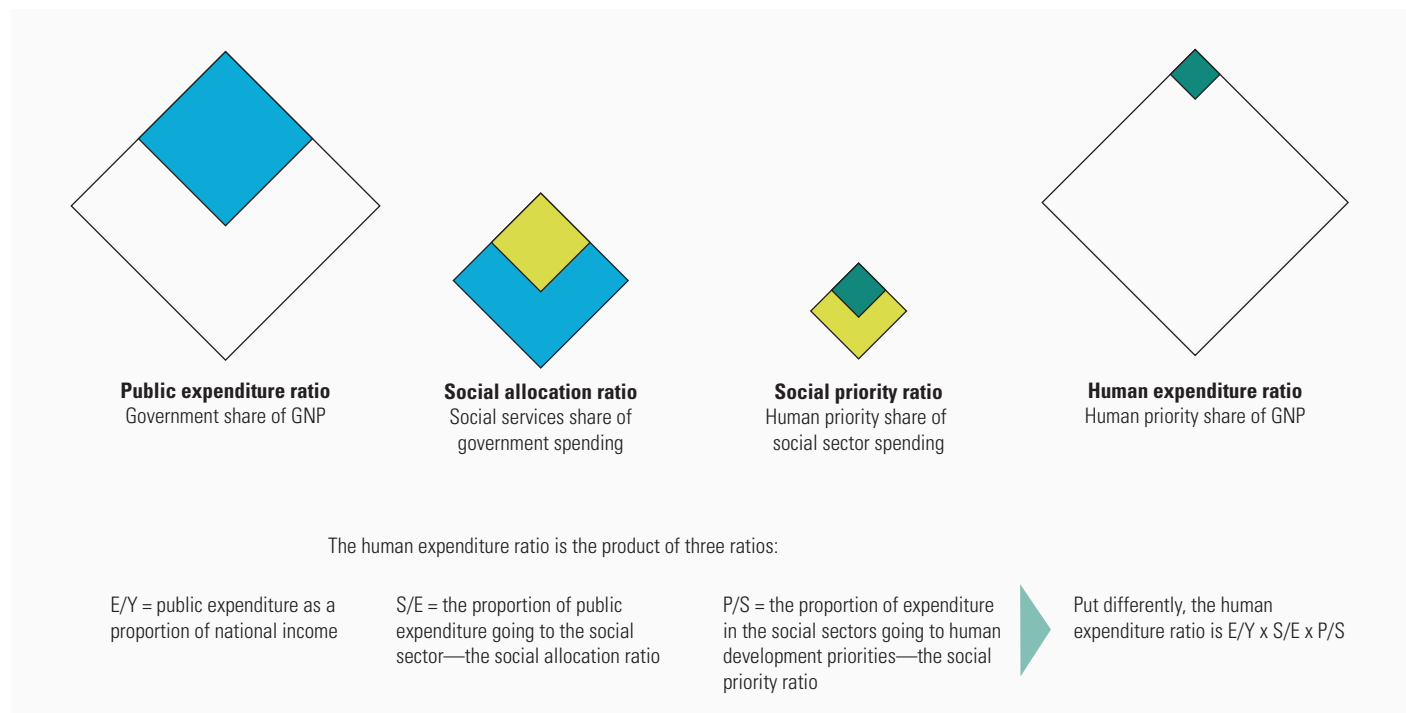 Public expenditure ratio
Government share of GNP
Social allocation ratio
Social services share of
government spending
Social priority ratio
Human priority share of
social sector spending
Human expenditure ratio
Human priority share of GNP
The human expenditure ratio is the product of three ratios:
E/Y = public expenditure as a
proportion of national income
S/E = the proportion of public
expenditure going to the social
sector—the social allocation ratio
P/S = the proportion of expenditure
in the social sectors going to human
development priorities—the social
priority ratio
Put differently, the human
expenditure ratio is E/Y x S/E x P/S